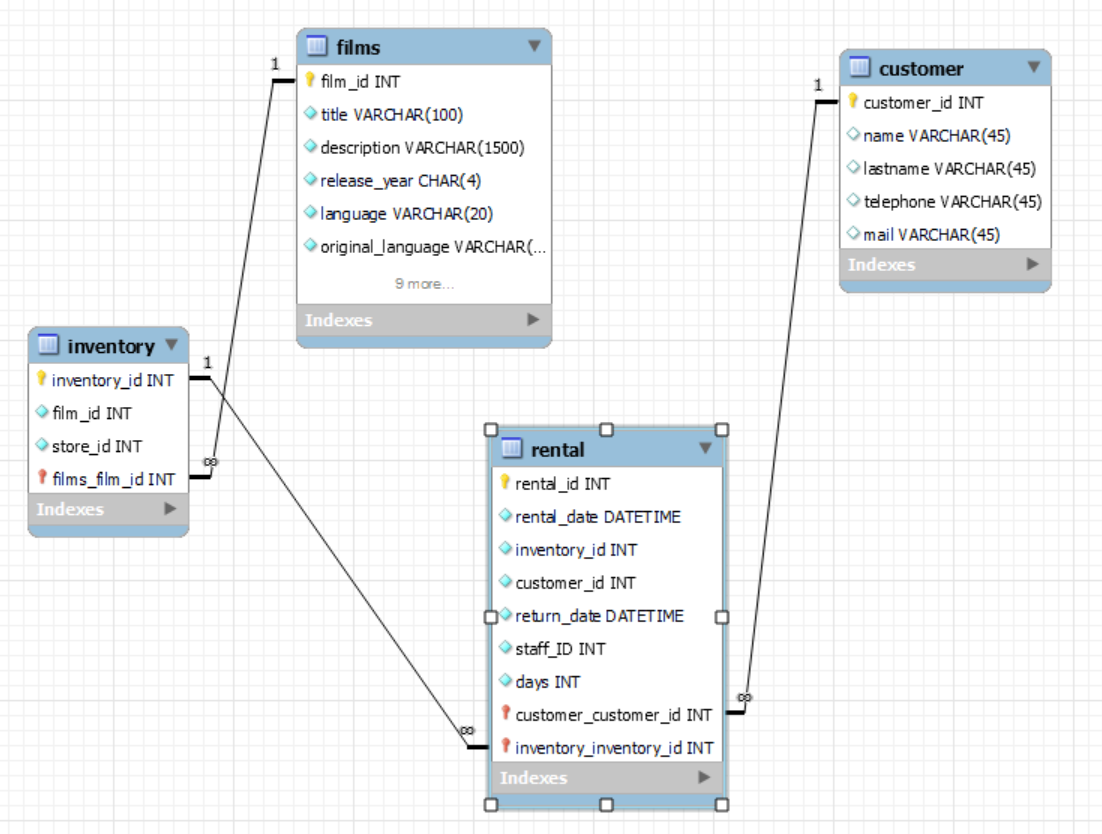 films
1
film_id INT
title VARCHAR(100)
description VARCHAR(1500)
release_year CHAR(4)
language VARCHAR(20)
original_language VARCHAR(...
9 more...
Indexes
customer
1
customer_id INT
name VARCHAR(45)
lastname VARCHAR(45)
telephone VARCHAR(45)
mail VARCHAR(45)
Indexes
inventory
1
inventory_id INT
film_id INT
store_id INT
∞
films_film_id INT
Indexes
rental
rental_id INT
rental_date DATETIME
inventory_id INT
customer_id INT
return_date DATETIME
staff_ID INT
days INT
∞
customer_customer_id INT
∞
inventory_inventory_id INT
Indexes